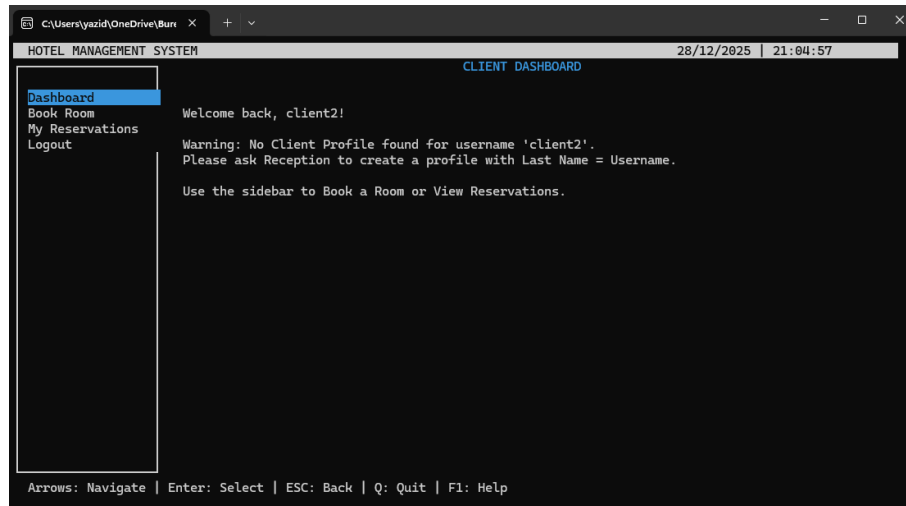 C:\Users\yazid\OneDrive\Bure
HOTEL MANAGEMENT SYSTEM 28/12/2025 | 21:04:57
CLIENT DASHBOARD
Dashboard
Book Room
My Reservations
Logout
Welcome back, client2!
Warning: No Client Profile found for username 'client2'.
Please ask Reception to create a profile with Last Name = Username.
Use the sidebar to Book a Room or View Reservations.
Arrows: Navigate | Enter: Select | ESC: Back | Q: Quit | F1: Help